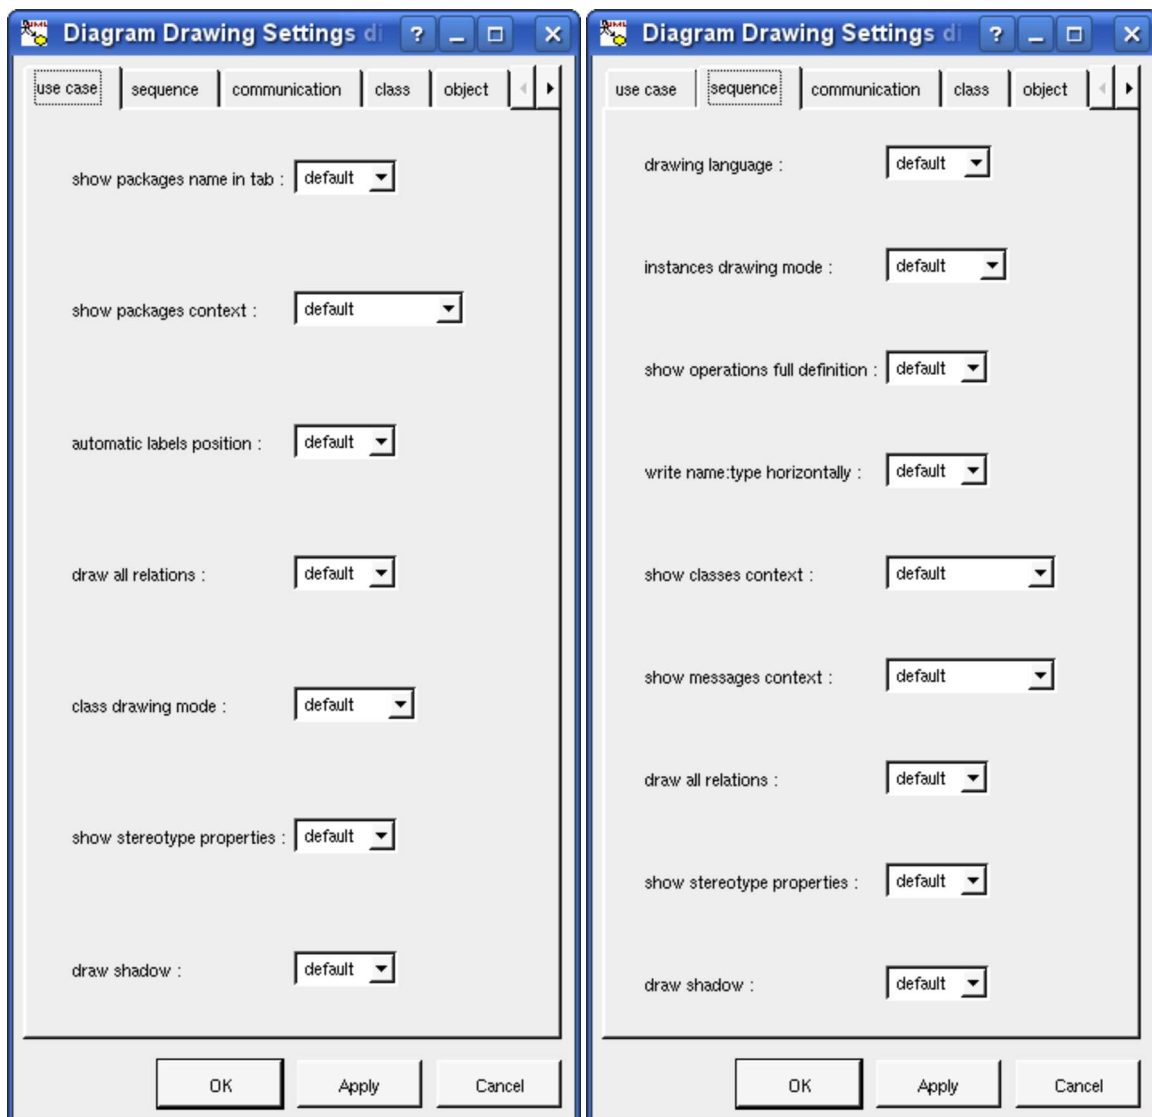 Diagram Drawing Settings di
use case sequence communication class object
show packages name in tab : default
show packages context : default
automatic labels position : default
draw all relations : default
class drawing mode : default
show stereotype properties : default
draw shadow : default
OK Apply Cancel
Diagram Drawing Settings di
use case sequence communication class object
drawing language : default
instances drawing mode : default
show operations full definition : default
write name:type horizontally : default
show classes context : default
show messages context : default
draw all relations : default
show stereotype properties : default
draw shadow : default
OK Apply Cancel